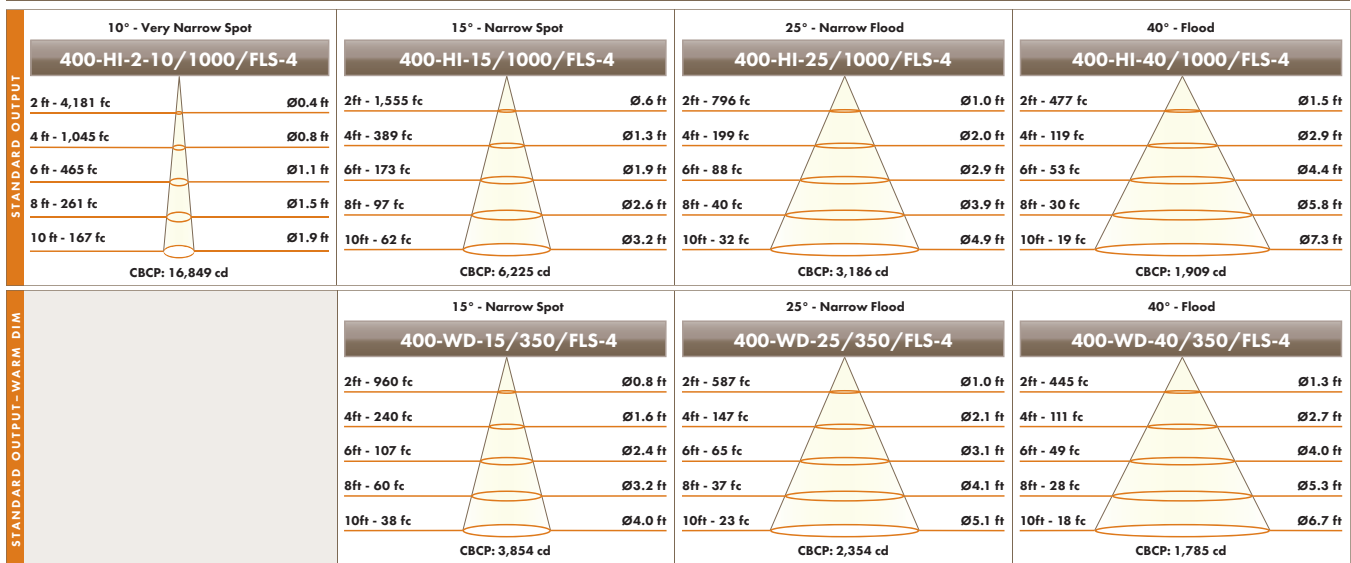 STANDARD OUTPUT
10° - Very Narrow Spot
400-HI-2-10/1000/FLS-4
2 ft - 4,181 fc Ø0.4 ft
4 ft - 1,045 fc Ø0.8 ft
6 ft - 465 fc Ø1.1 ft
8 ft - 261 fc Ø1.5 ft
10 ft - 167 fc Ø1.9 ft
CBCP: 16,849 cd
15° - Narrow Spot
400-HI-15/1000/FLS-4
2ft - 1,555 fc Ø.6 ft
4ft - 389 fc Ø1.3 ft
6ft - 173 fc Ø1.9 ft
8ft - 97 fc Ø2.6 ft
10ft - 62 fc Ø3.2 ft
CBCP: 6,225 cd
25° - Narrow Flood
400-HI-25/1000/FLS-4
2ft - 796 fc Ø1.0 ft
4ft - 199 fc Ø2.0 ft
6ft - 88 fc Ø2.9 ft
8ft - 40 fc Ø3.9 ft
10ft - 32 fc Ø4.9 ft
CBCP: 3,186 cd
40° - Flood
400-HI-40/1000/FLS-4
2ft - 477 fc Ø1.5 ft
4ft - 119 fc Ø2.9 ft
6ft - 53 fc Ø4.4 ft
8ft - 30 fc Ø5.8 ft
10ft - 19 fc Ø7.3 ft
CBCP: 1,909 cd
STANDARD OUTPUT–WARM DIM
15° - Narrow Spot
400-WD-15/350/FLS-4
2ft - 960 fc Ø0.8 ft
4ft - 240 fc Ø1.6 ft
6ft - 107 fc Ø2.4 ft
8ft - 60 fc Ø3.2 ft
10ft - 38 fc Ø4.0 ft
CBCP: 3,854 cd
25° - Narrow Flood
400-WD-25/350/FLS-4
2ft - 587 fc Ø1.0 ft
4ft - 147 fc Ø2.1 ft
6ft - 65 fc Ø3.1 ft
8ft - 37 fc Ø4.1 ft
10ft - 23 fc Ø5.1 ft
CBCP: 2,354 cd
40° - Flood
400-WD-40/350/FLS-4
2ft - 445 fc Ø1.3 ft
4ft - 111 fc Ø2.7 ft
6ft - 49 fc Ø4.0 ft
8ft - 28 fc Ø5.3 ft
10ft - 18 fc Ø6.7 ft
CBCP: 1,785 cd